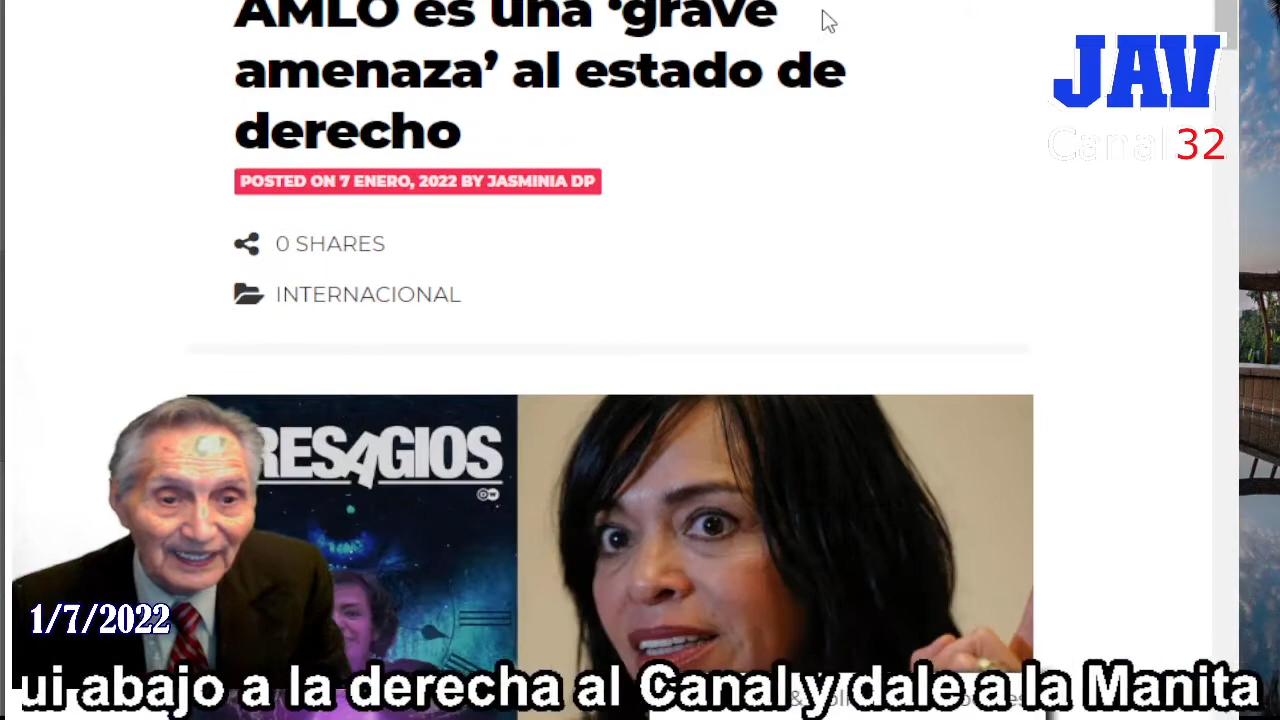 AMLO es una ‘grave
amenaza’ al estado de
derecho
POSTED ON 7 ENERO, 2022 BY JASMINIA DP
0 SHARES
INTERNACIONAL
JAV
Canal 32
RESAGIOS
DW
1/7/2022
ui abajo a la derecha al Canal y dale a la Manita